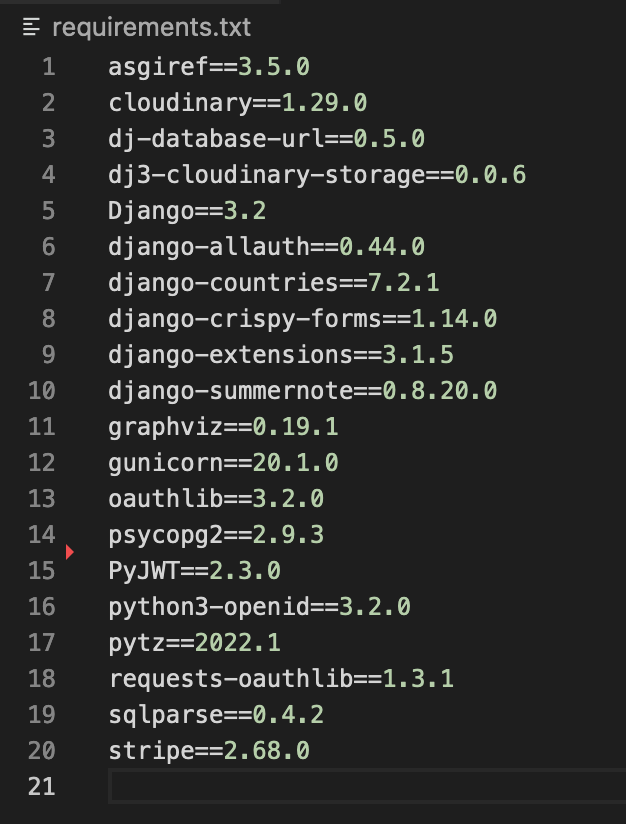 requirements.txt
1 asgiref==3.5.0
2 cloudinary==1.29.0
3 dj-database-url==0.5.0
4 dj3-cloudinary-storage==0.0.6
5 Django==3.2
6 django-allauth==0.44.0
7 django-countries==7.2.1
8 django-crispy-forms==1.14.0
9 django-extensions==3.1.5
10 django-summernote==0.8.20.0
11 graphviz==0.19.1
12 gunicorn==20.1.0
13 oauthlib==3.2.0
14 psycopg2==2.9.3
15 PyJWT==2.3.0
16 python3-openid==3.2.0
17 pytz==2022.1
18 requests-oauthlib==1.3.1
19 sqlparse==0.4.2
20 stripe==2.68.0
21